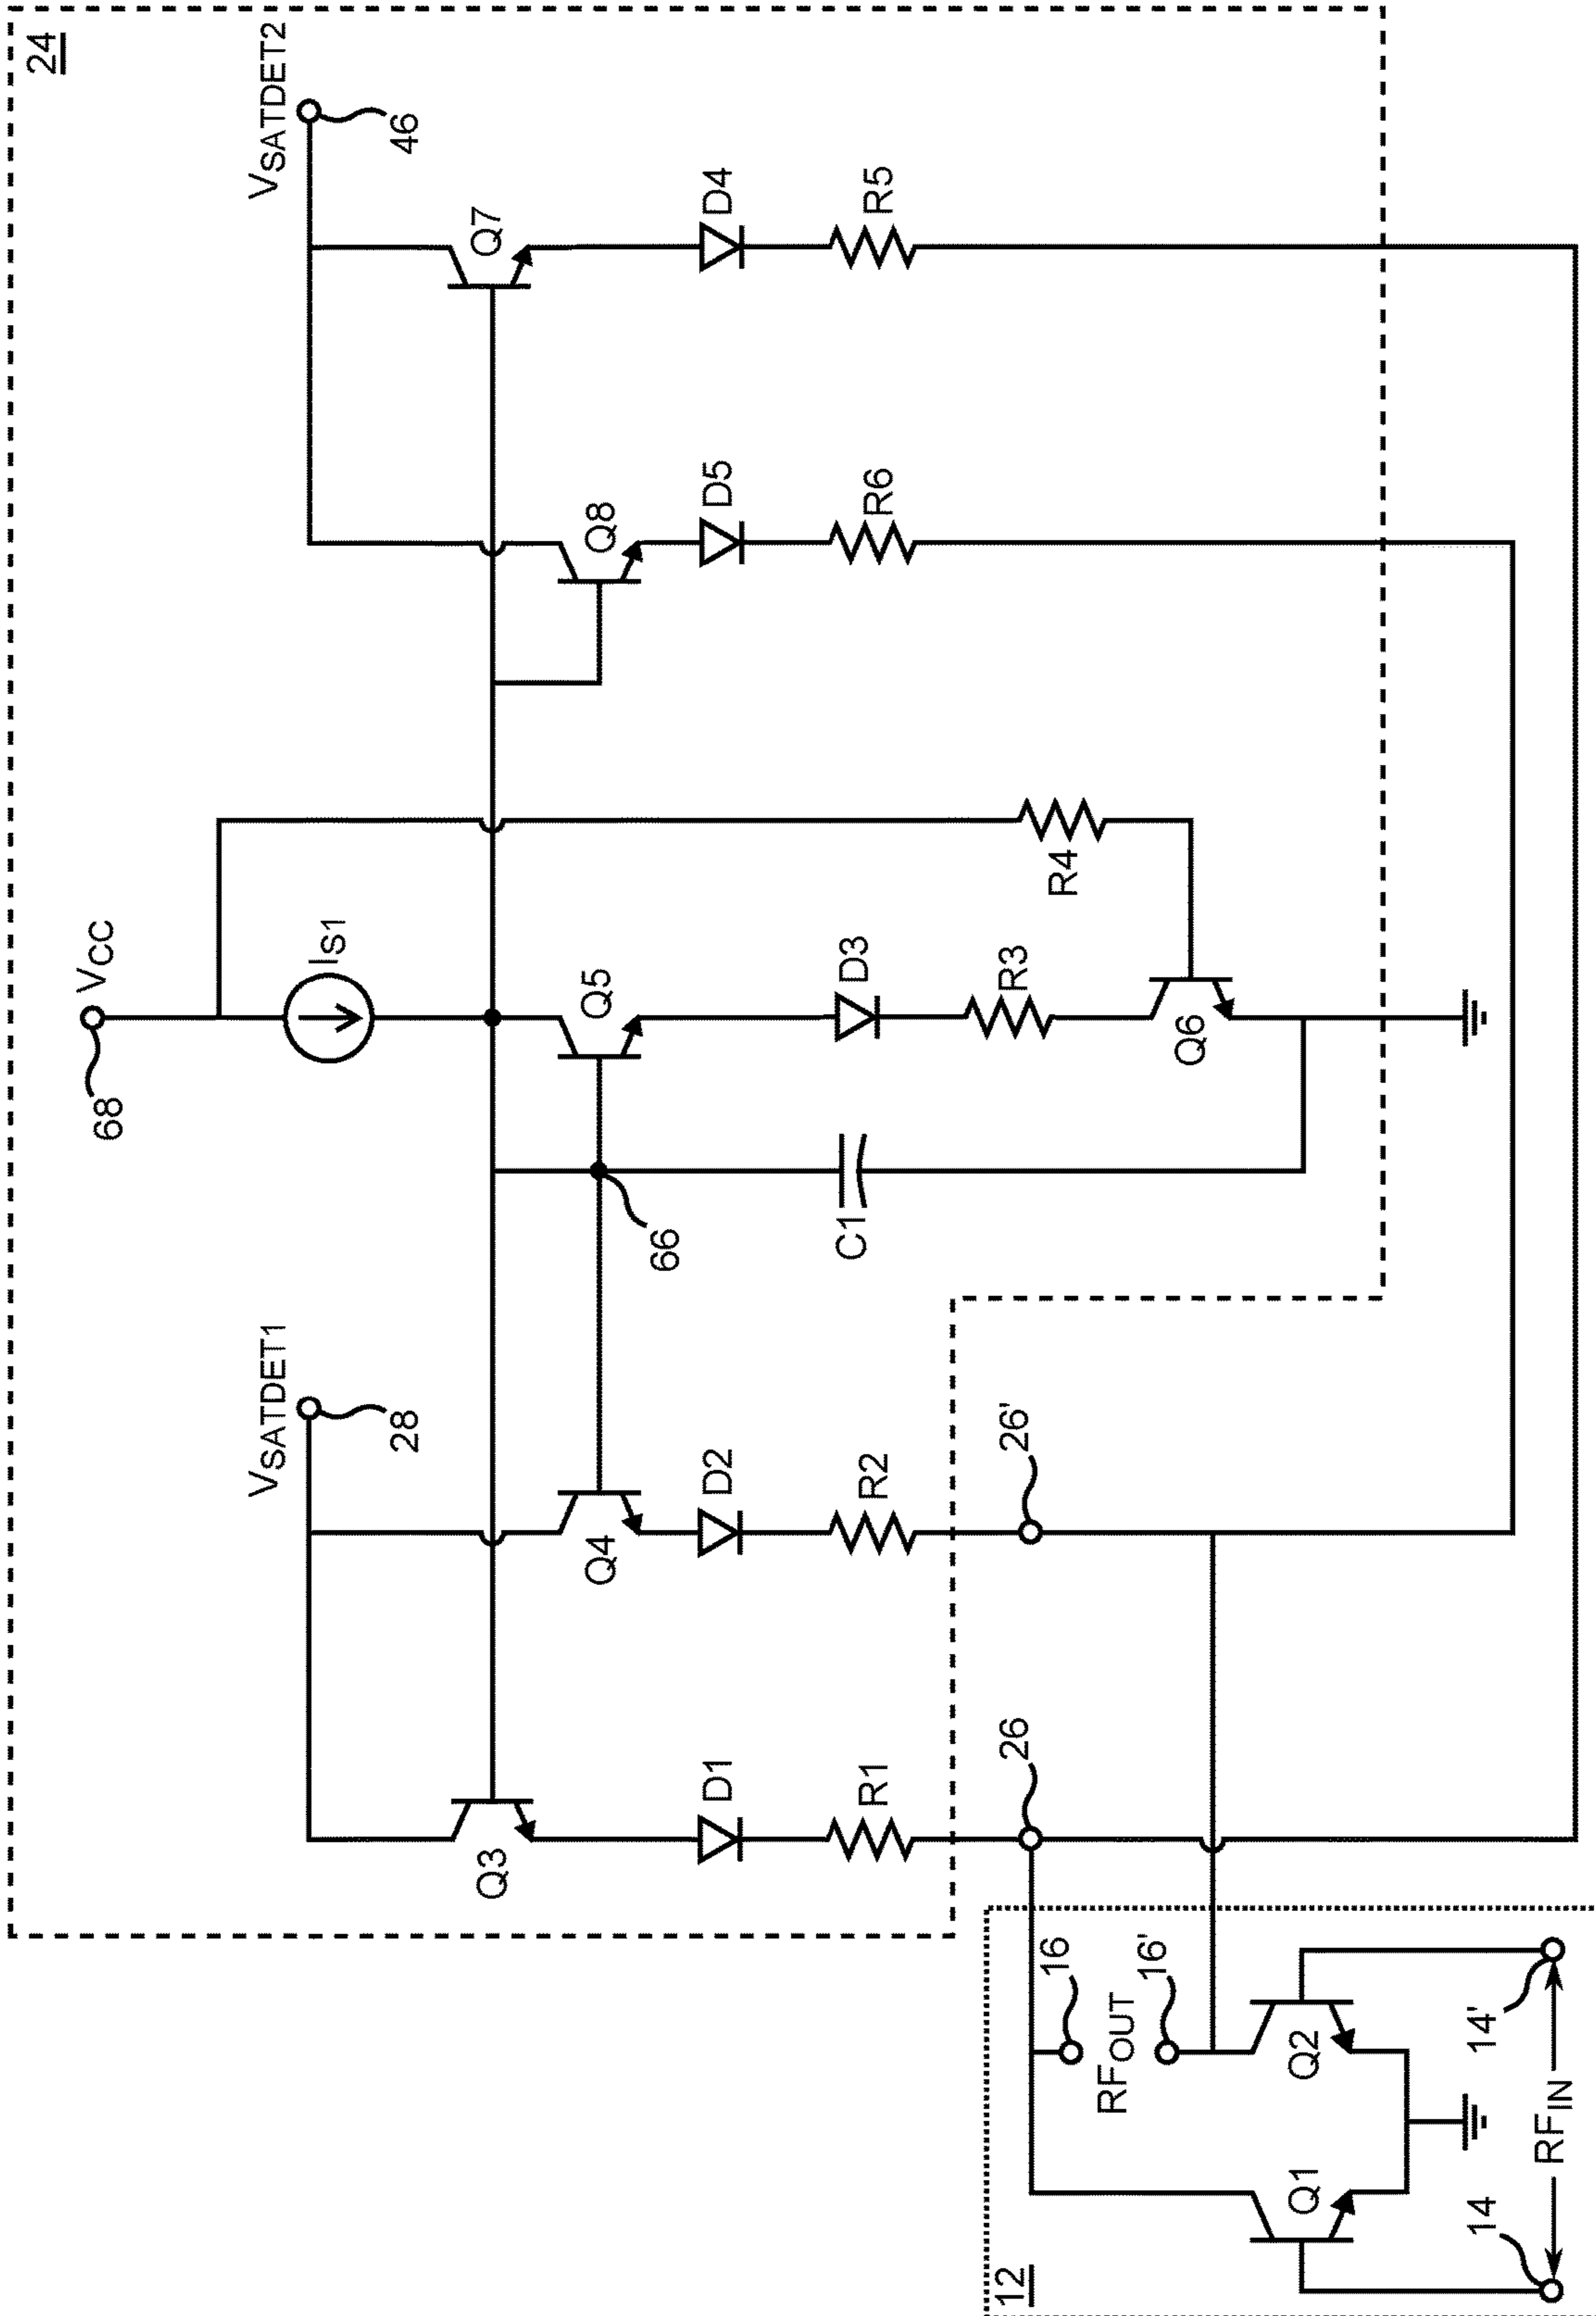 24
68
VCC
VSATDET1
28
VSATDET2
46
IS1
Q3
Q4
Q5
Q8
Q7
66
D1
D2
C1
D3
D5
D4
R1
R2
R3
R4
R6
R5
Q6
26
26'
12
16
RFOUT
16'
Q1
Q2
14
RFIN
14'